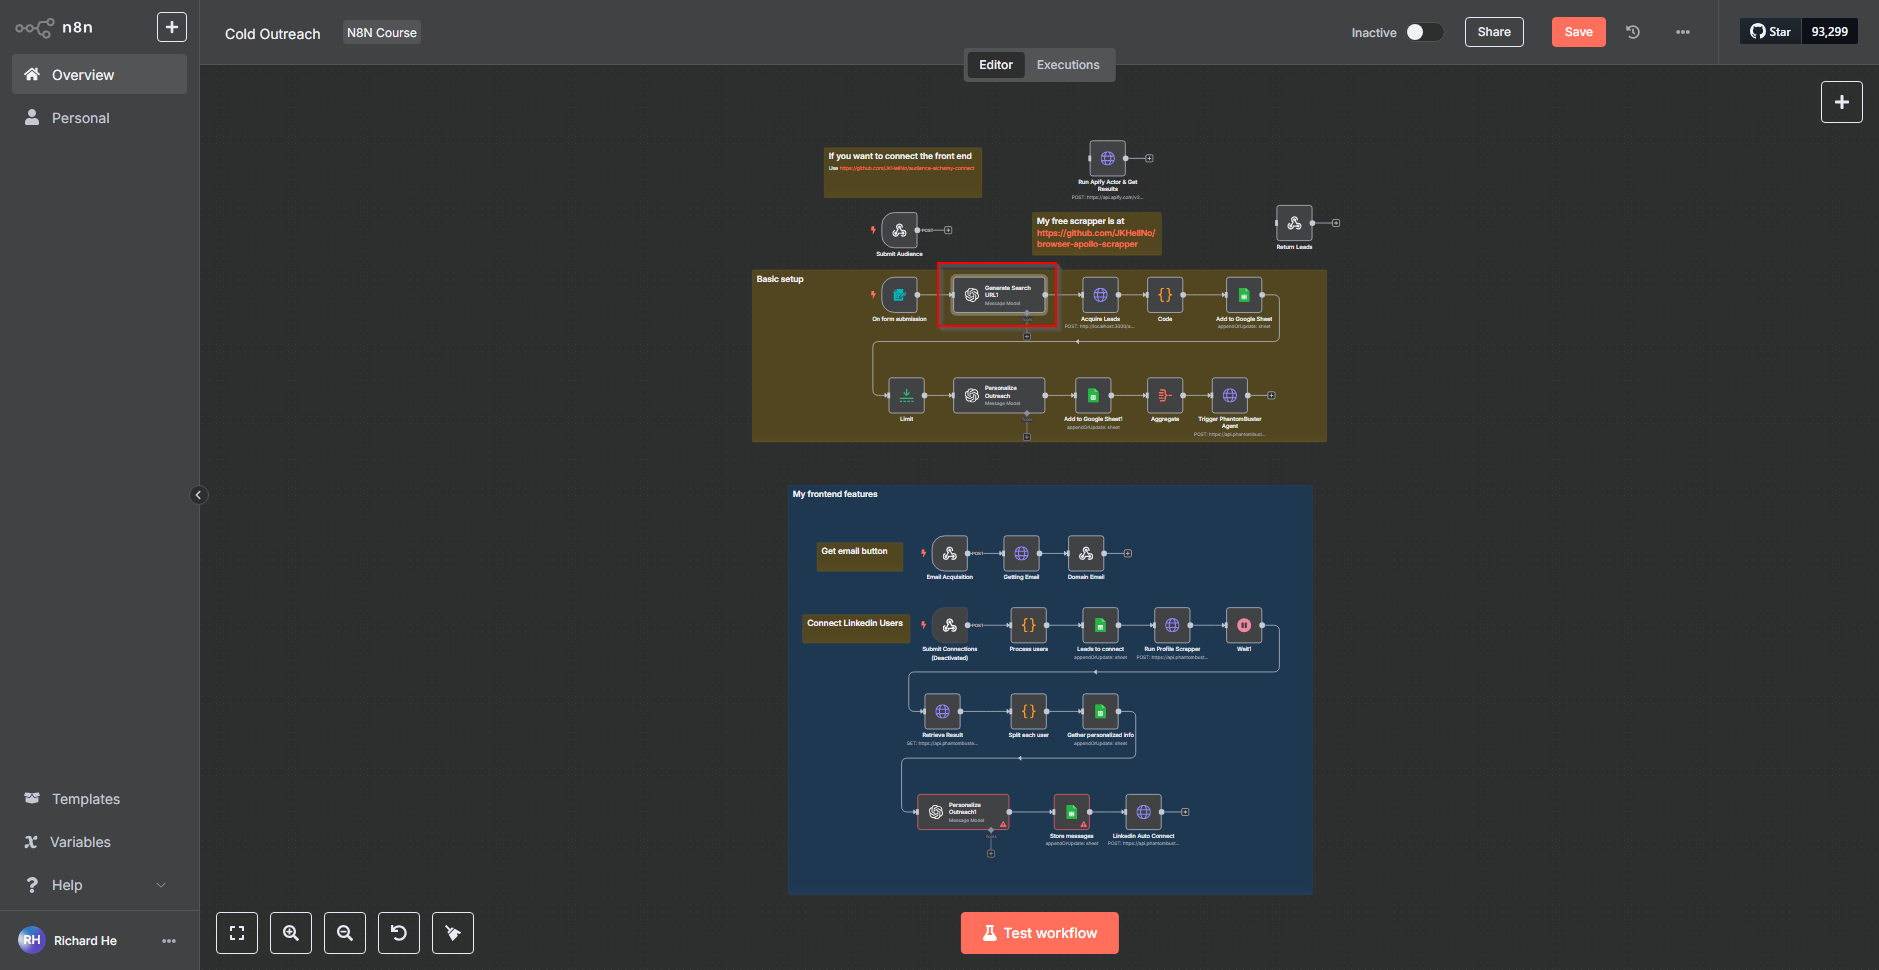 n8n
Overview
Personal
Templates
Variables
Help
RH
Richard He
Cold Outreach
N8N Course
Inactive
Share
Save
Star
93,299
Editor
Executions
If you want to connect the front end
Use https://github.com/JKHeliNo/audience-alchemy-connect
Run Apify Actor & Get
Results
POST: https://api.apify.com/v2...
POST
Submit Audience
My free scrapper is at
https://github.com/JKHeliNo/
browser-apollo-scrapper
Return Leads
Basic setup
On form submission
Generate Search
URL1
Message Model
Acquire Leads
POST: http://localhost:3000/a...
Code
Add to Google Sheet
appendOrUpdate: sheet
Limit
Personalize
Outreach
Message Model
Add to Google Sheet1
appendOrUpdate: sheet
Aggregate
Trigger PhantomBuster
Agent
POST: https://api.phantombust...
My frontend features
Get email button
POST
Email Acquisition
Getting Email
Domain Email
Connect Linkedin Users
POST
Submit Connections
(Deactivated)
Process users
Leads to connect
appendOrUpdate: sheet
Run Profile Scrapper
POST: https://api.phantombust...
Wait1
Retrieve Result
GET: https://api.phantombuste...
Split each user
Gather personalized info
appendOrUpdate: sheet
Personalize
Outreach1
Message Model
Store messages
appendOrUpdate: sheet
Linkedin Auto Connect
POST: https://api.phantombust...
Test workflow